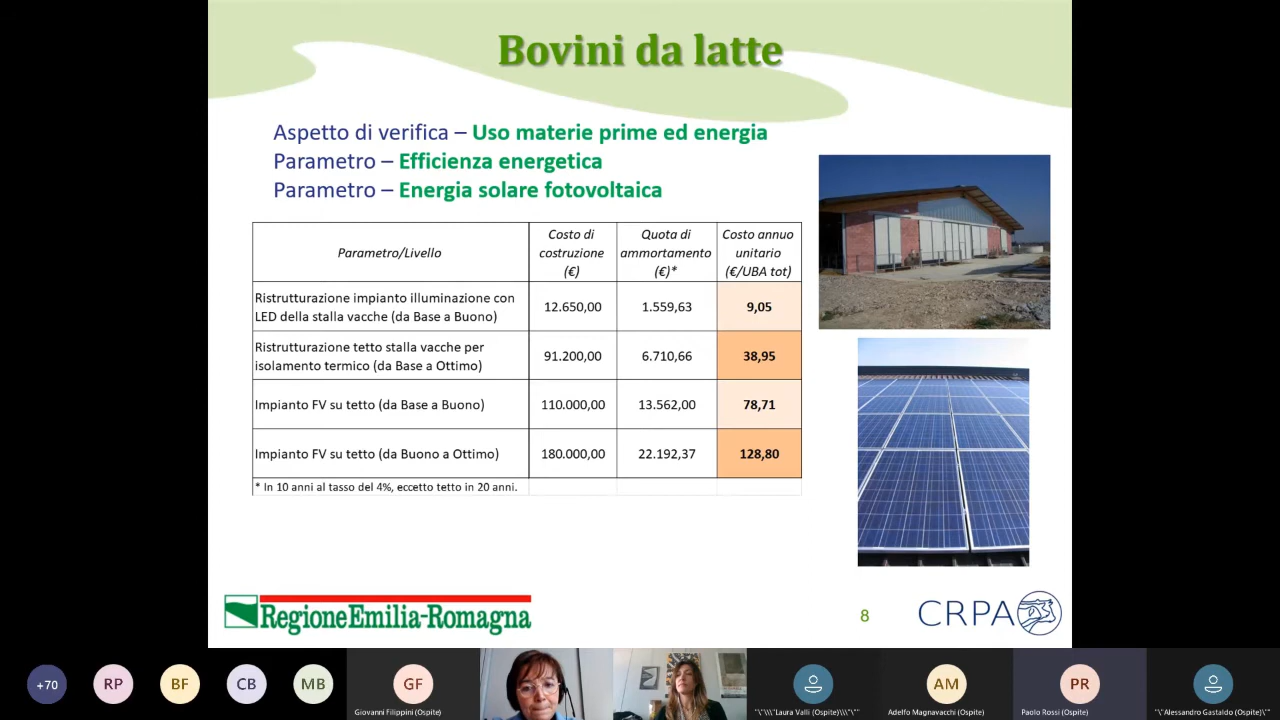 Bovini da latte
Aspetto di verifica – Uso materie prime ed energia
Parametro – Efficienza energetica
Parametro – Energia solare fotovoltaica
Parametro/Livello
Costo di
costruzione
(€)
Quota di
ammortamento
(€)*
Costo annuo
unitario
(€/UBA tot)
Ristrutturazione impianto illuminazione con
LED della stalla vacche (da Base a Buono)
12.650,00
1.559,63
9,05
Ristrutturazione tetto stalla vacche per
isolamento termico (da Base a Ottimo)
91.200,00
6.710,66
38,95
Impianto FV su tetto (da Base a Buono)
110.000,00
13.562,00
78,71
Impianto FV su tetto (da Buono a Ottimo)
180.000,00
22.192,37
128,80
* In 10 anni al tasso del 4%, eccetto tetto in 20 anni.
RegioneEmilia-Romagna
8
CRPA
+70
RP
BF
CB
MB
GF
Giovanni Filippini (Ospite)
"\"\\\"Laura Valli (Ospite)\\\"\""
AM
Adelfo Magnavacchi (Ospite)
PR
Paolo Rossi (Ospite)
"\"Alessandro Gastaldo (Ospite)\"